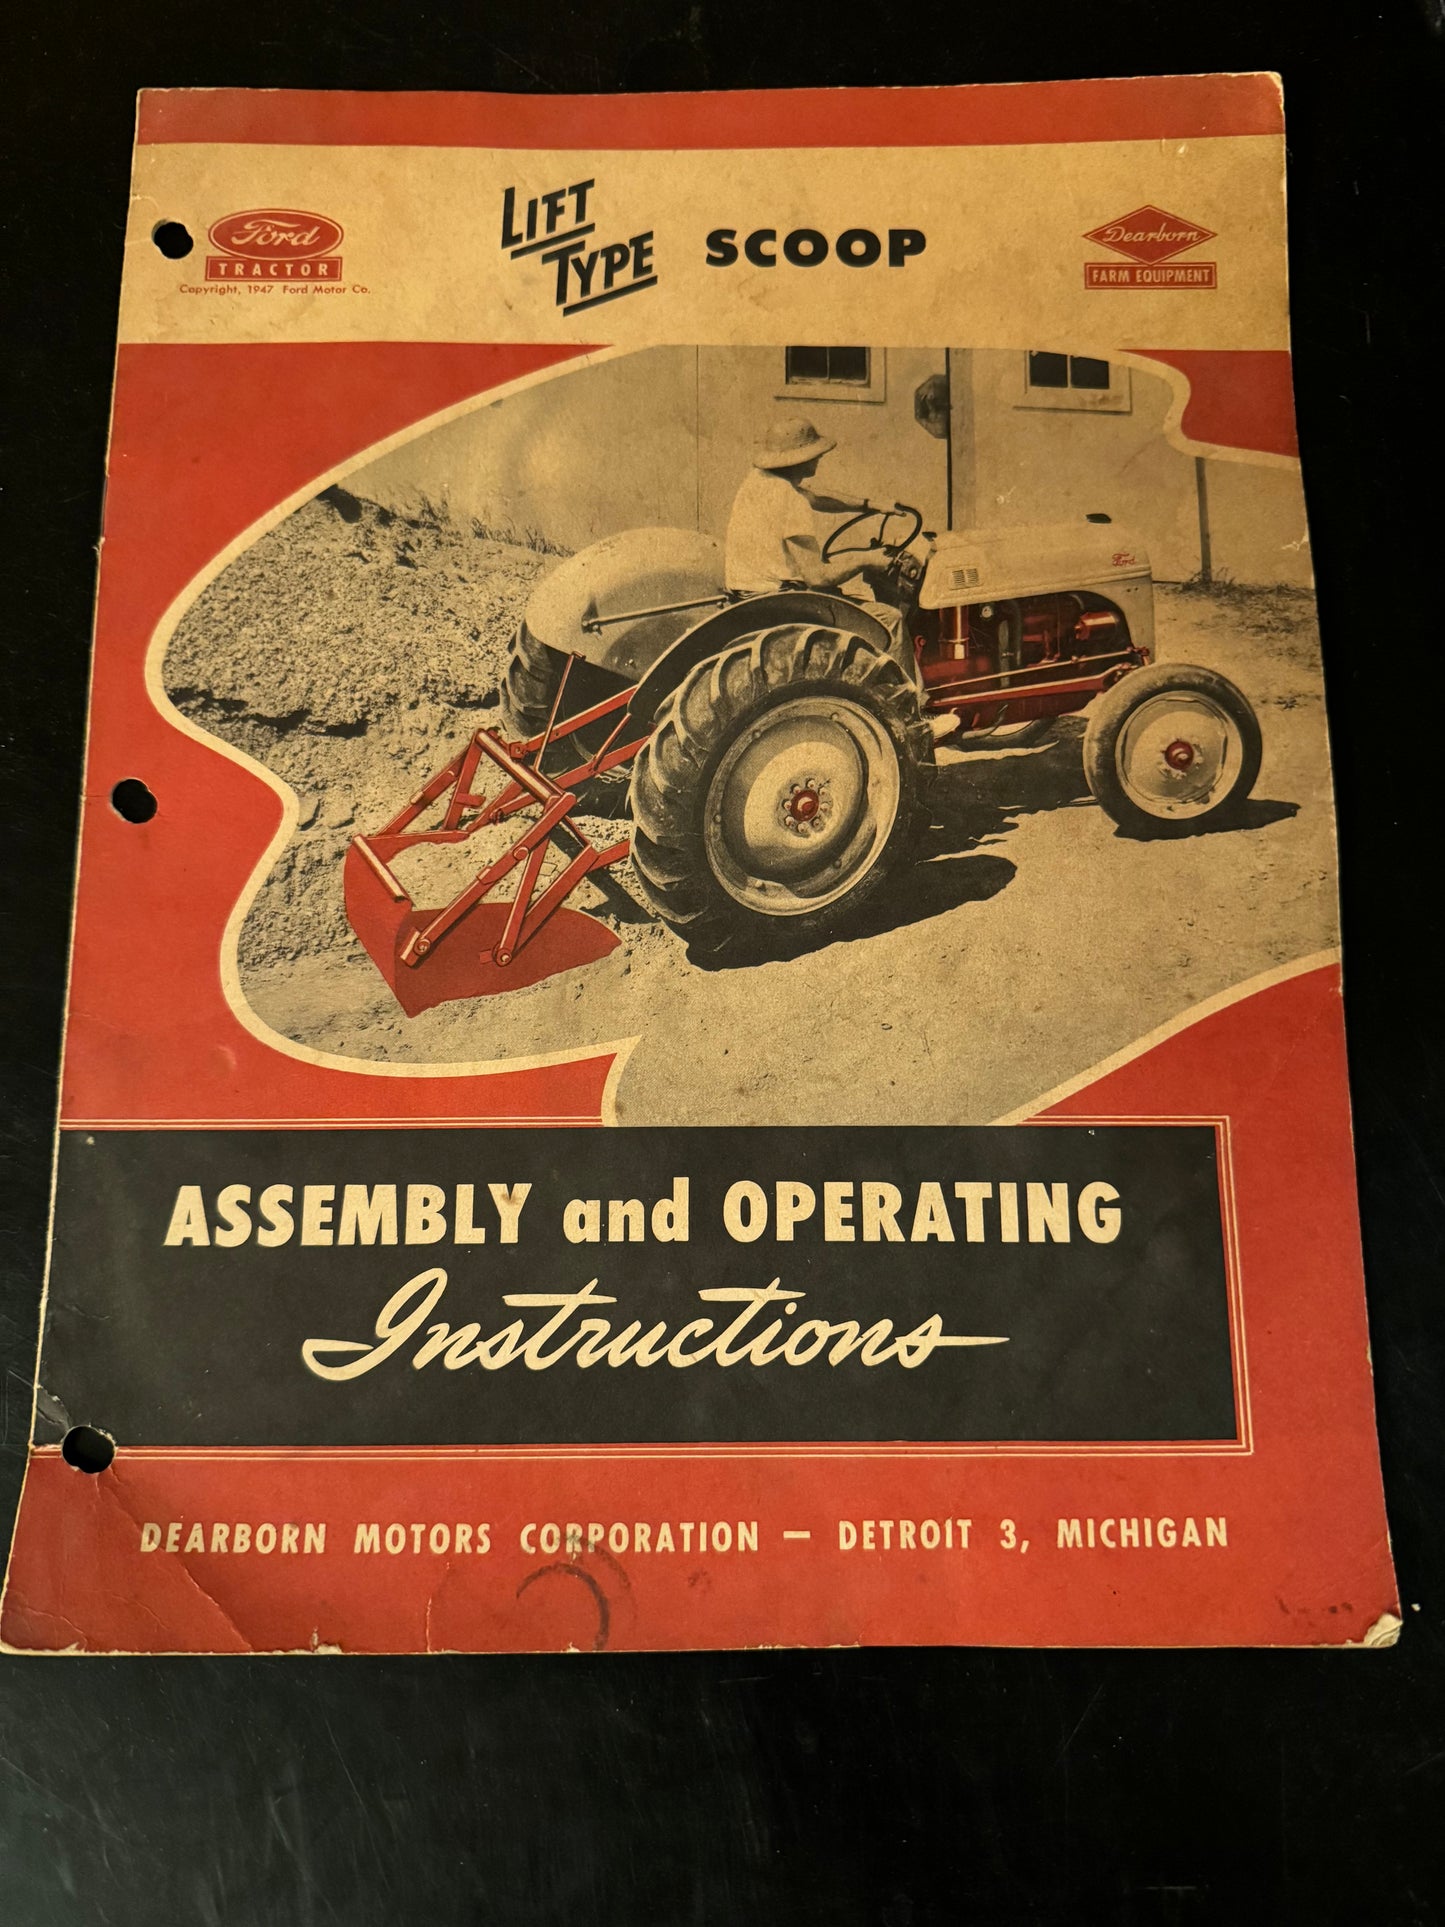 LIFT
TYPE SCOOP
Ford
TRACTOR
Copyright, 1947 Ford Motor Co.
Dearborn
FARM EQUIPMENT
Ford
ASSEMBLY and OPERATING
Instructions
DEARBORN MOTORS CORPORATION — DETROIT 3, MICHIGAN